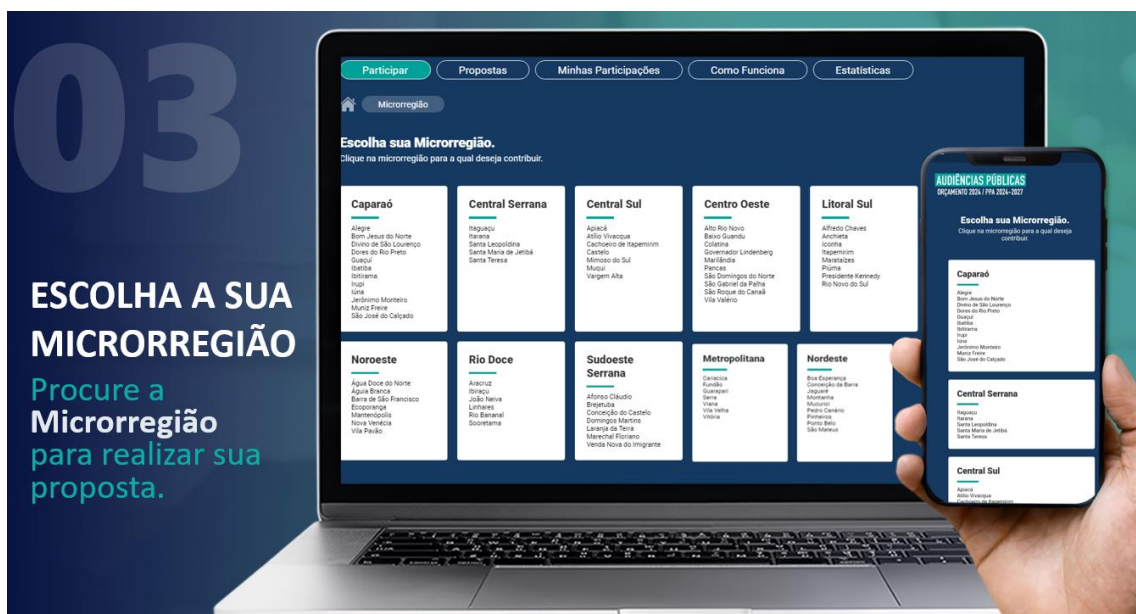 03
ESCOLHA A SUA
MICRORREGIÃO
Procure a
Microrregião
para realizar sua
proposta.
Participar
Propostas
Minhas Participações
Como Funciona
Estatísticas
Microrregião
Escolha sua Microrregião.
Clique na microrregião para a qual deseja contribuir.
Caparaó
Alegre
Bom Jesus do Norte
Divino de São Lourenço
Dores do Rio Preto
Guaçuí
Ibatiba
Ibitirama
Irupi
Iúna
Jerônimo Monteiro
Muniz Freire
São José do Calçado
Central Serrana
Itaguaçu
Itarana
Santa Leopoldina
Santa Maria de Jetibá
Santa Teresa
Central Sul
Apiacá
Atílio Vivacqua
Cachoeiro de Itapemirim
Castelo
Mimoso do Sul
Muqui
Vargem Alta
Centro Oeste
Alto Rio Novo
Baixo Guandu
Colatina
Governador Lindenberg
Marilândia
Pancas
São Domingos do Norte
São Gabriel da Palha
São Roque do Canaã
Vila Valério
Litoral Sul
Alfredo Chaves
Anchieta
Iconha
Itapemirim
Marataízes
Piúma
Presidente Kennedy
Rio Novo do Sul
Noroeste
Água Doce do Norte
Águia Branca
Barra de São Francisco
Ecoporanga
Mantenópolis
Nova Venécia
Vila Pavão
Rio Doce
Aracruz
Ibiraçu
João Neiva
Linhares
Rio Bananal
Sooretama
Sudoeste
Serrana
Afonso Cláudio
Brejetuba
Conceição do Castelo
Domingos Martins
Laranja da Terra
Marechal Floriano
Venda Nova do Imigrante
Metropolitana
Cariacica
Fundão
Guarapari
Serra
Viana
Vila Velha
Vitória
Nordeste
Boa Esperança
Conceição da Barra
Jaguaré
Montanha
Mucurici
Pedro Canário
Pinheiros
Ponto Belo
São Mateus
AUDIÊNCIAS PÚBLICAS
ORÇAMENTO 2024 / PPA 2024-2027
Escolha sua Microrregião.
Clique na microrregião para a qual deseja
contribuir.
Caparaó
Alegre
Bom Jesus do Norte
Divino de São Lourenço
Dores do Rio Preto
Guaçuí
Ibatiba
Ibitirama
Irupi
Iúna
Jerônimo Monteiro
Muniz Freire
São José do Calçado
Central Serrana
Itaguaçu
Itarana
Santa Leopoldina
Santa Maria de Jetibá
Santa Teresa
Central Sul
Apiacá
Atílio Vivacqua
Cachoeiro de Itapemirim